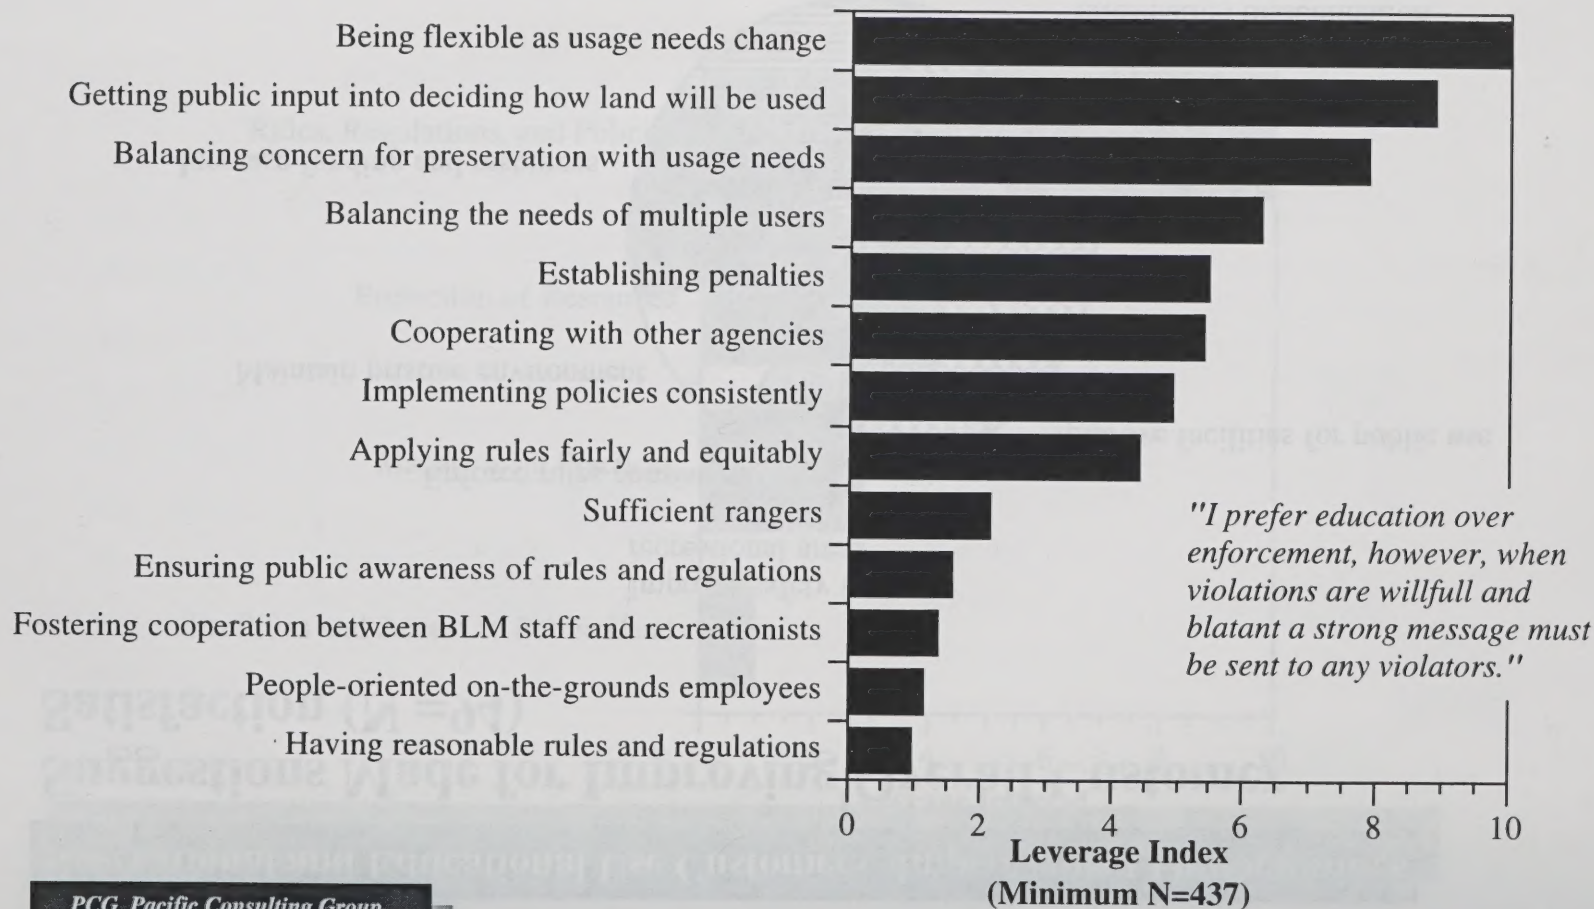 Being flexible as usage needs change
Getting public input into deciding how land will be used
Balancing concern for preservation with usage needs
Balancing the needs of multiple users
Establishing penalties
Cooperating with other agencies
Implementing policies consistently
Applying rules fairly and equitably
Sufficient rangers
Ensuring public awareness of rules and regulations
Fostering cooperation between BLM staff and recreationists
People-oriented on-the-grounds employees
Having reasonable rules and regulations
"I prefer education over
enforcement, however, when
violations are willfull and
blatant a strong message must
be sent to any violators."
0 2 4 6 8 10
Leverage Index
(Minimum N=437)
PCG Pacific Consulting Group